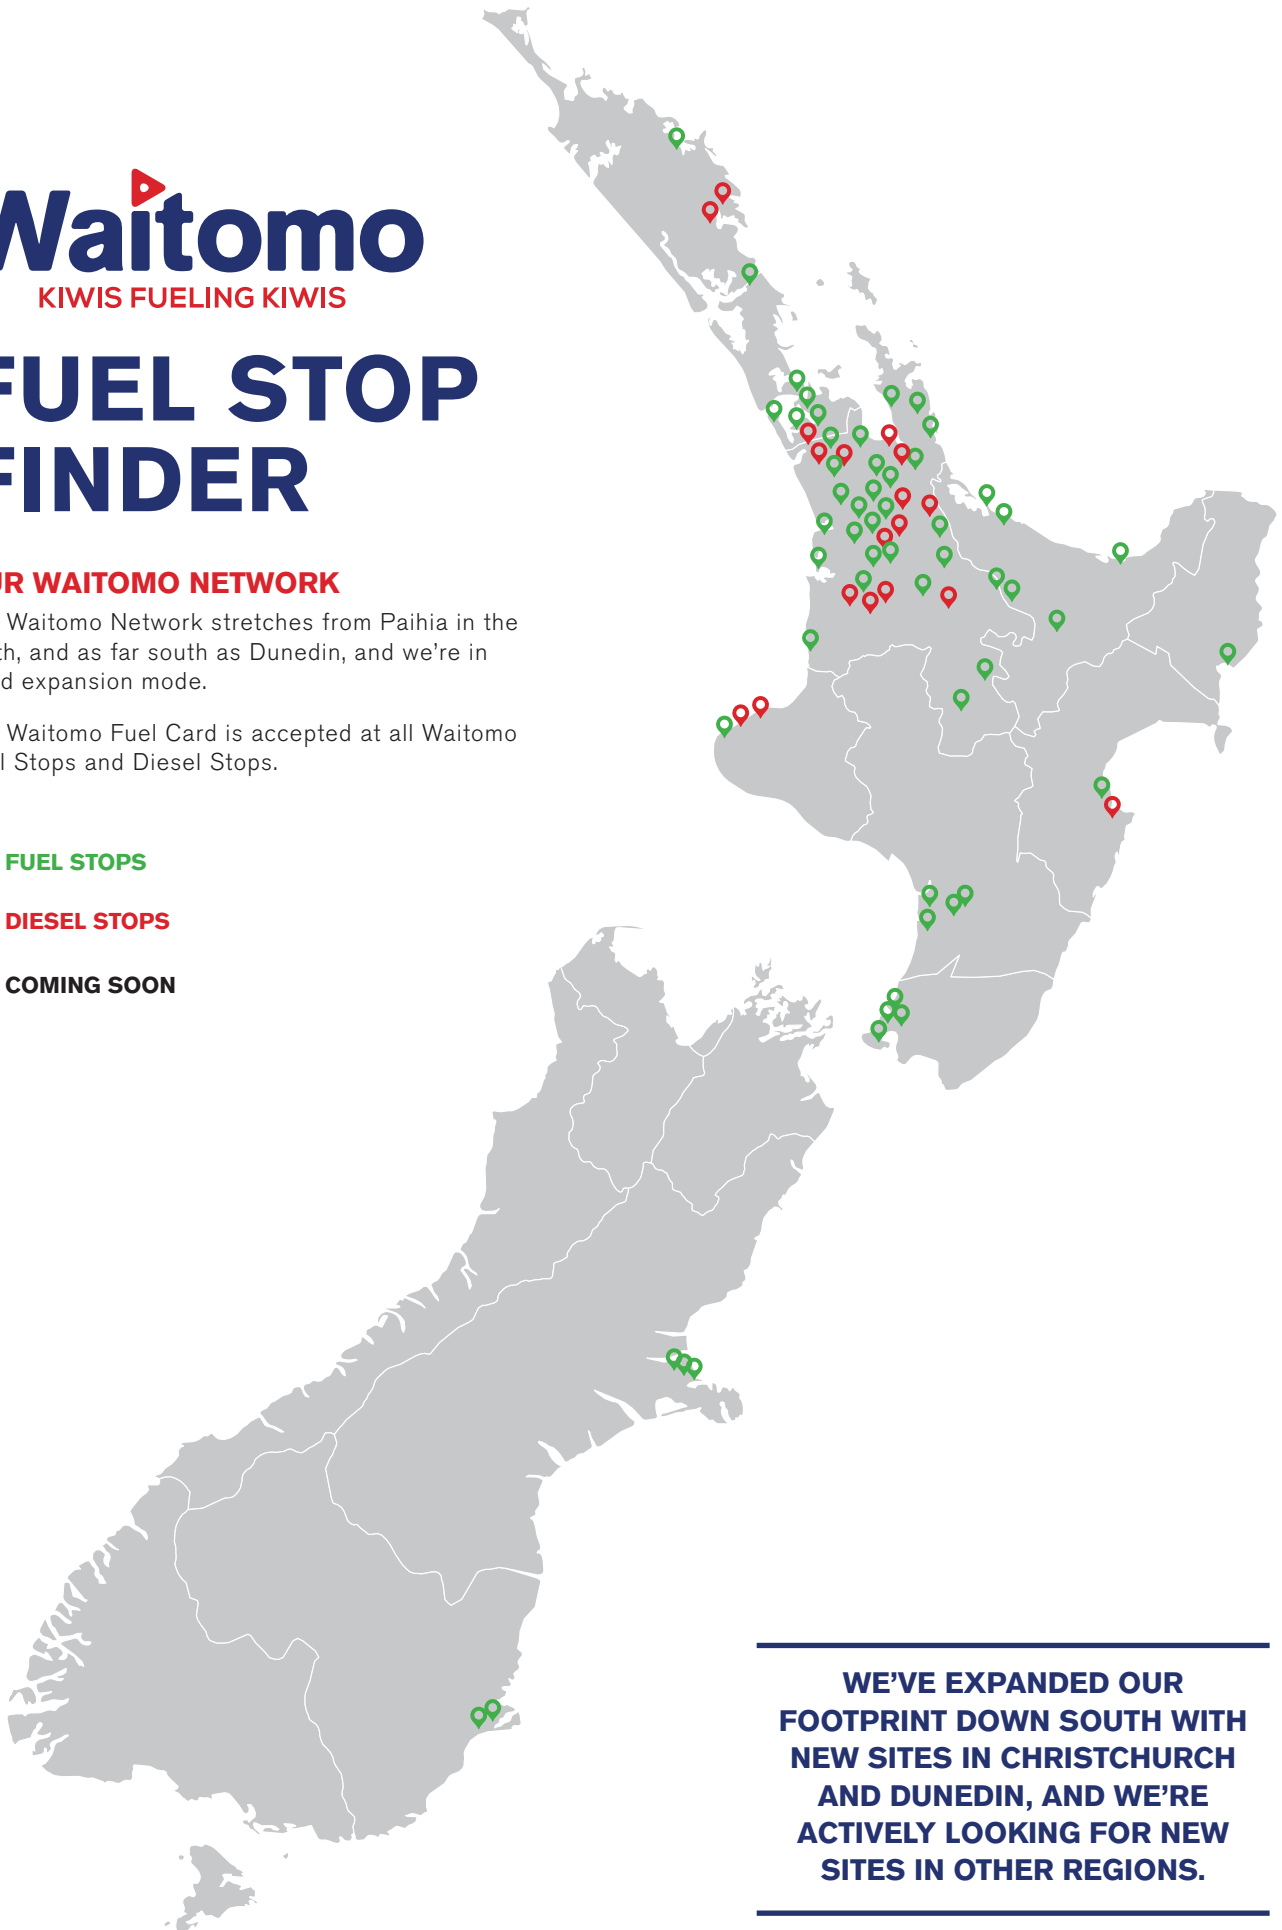 Waitomo
KIWIS FUELING KIWIS
FUEL STOP
FINDER
UR WAITOMO NETWORK
Waitomo Network stretches from Paihia in the
th, and as far south as Dunedin, and we're in
d expansion mode.
Waitomo Fuel Card is accepted at all Waitomo
l Stops and Diesel Stops.
FUEL STOPS
DIESEL STOPS
COMING SOON
WE'VE EXPANDED OUR
FOOTPRINT DOWN SOUTH WITH
NEW SITES IN CHRISTCHURCH
AND DUNEDIN, AND WE'RE
ACTIVELY LOOKING FOR NEW
SITES IN OTHER REGIONS.